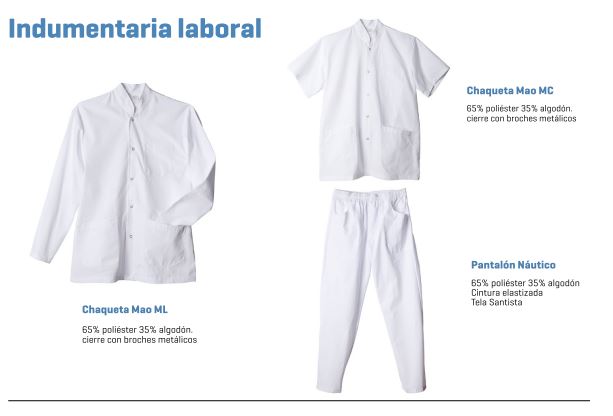 Indumentaria laboral
Chaqueta Mao MC
65% poliéster 35% algodón.
cierre con broches metálicos
Pantalón Náutico
65% poliéster 35% algodón
Cintura elastizada
Tela Santista
Chaqueta Mao ML
65% poliéster 35% algodón.
cierre con broches metálicos